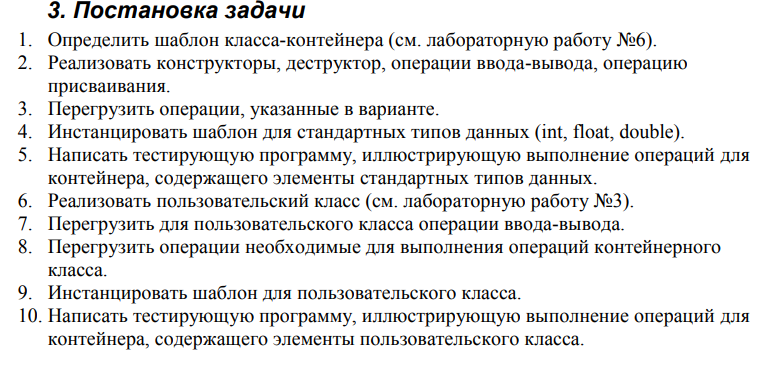 3. Постановка задачи
1. Определить шаблон класса-контейнера (см. лабораторную работу №6).
2. Реализовать конструкторы, деструктор, операции ввода-вывода, операцию
присваивания.
3. Перегрузить операции, указанные в варианте.
4. Инстанцировать шаблон для стандартных типов данных (int, float, double).
5. Написать тестирующую программу, иллюстрирующую выполнение операций для
контейнера, содержащего элементы стандартных типов данных.
6. Реализовать пользовательский класс (см. лабораторную работу №3).
7. Перегрузить для пользовательского класса операции ввода-вывода.
8. Перегрузить операции необходимые для выполнения операций контейнерного
класса.
9. Инстанцировать шаблон для пользовательского класса.
10. Написать тестирующую программу, иллюстрирующую выполнение операций для
контейнера, содержащего элементы пользовательского класса.